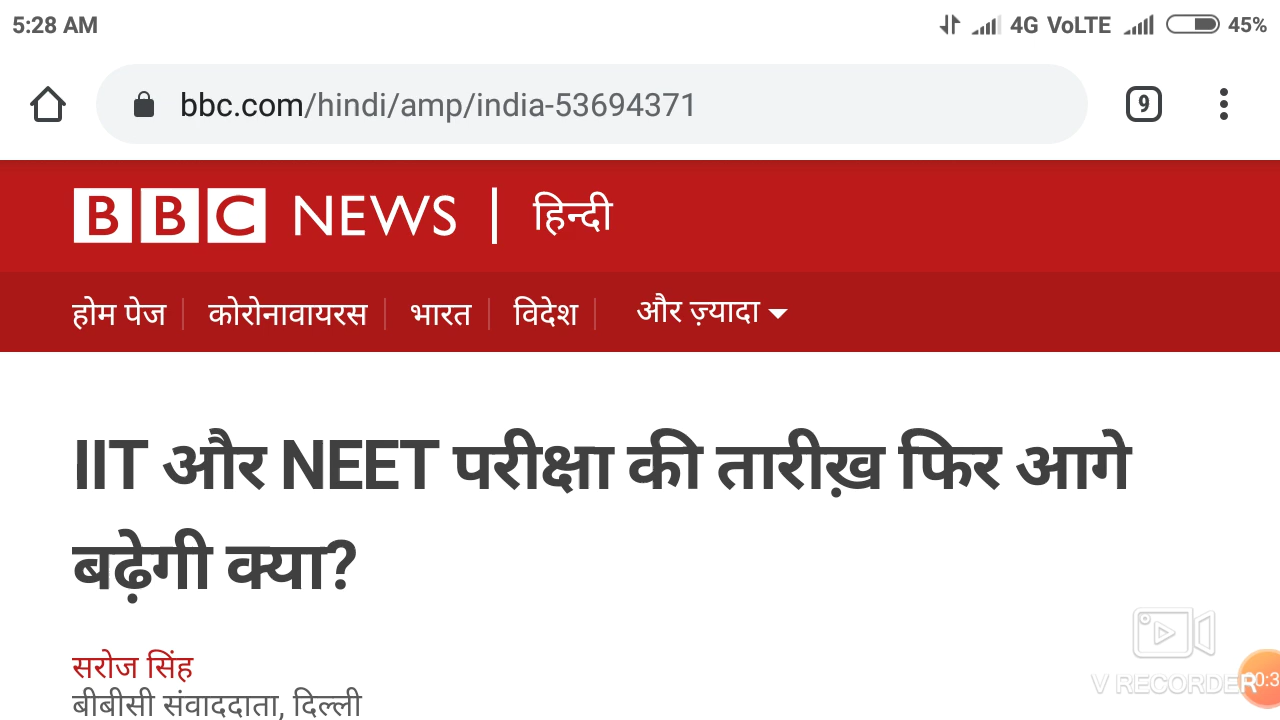 5:28 AM 4G VoLTE 45%
bbc.com/hindi/amp/india-53694371 9
BBC NEWS | हिन्दी
होम पेज कोरोनावायरस भारत विदेश और ज़्यादा
IIT और NEET परीक्षा की तारीख़ फिर आगे
बढ़ेगी क्या?
सरोज सिंह
बीबीसी संवाददाता, दिल्ली
V RECORDER